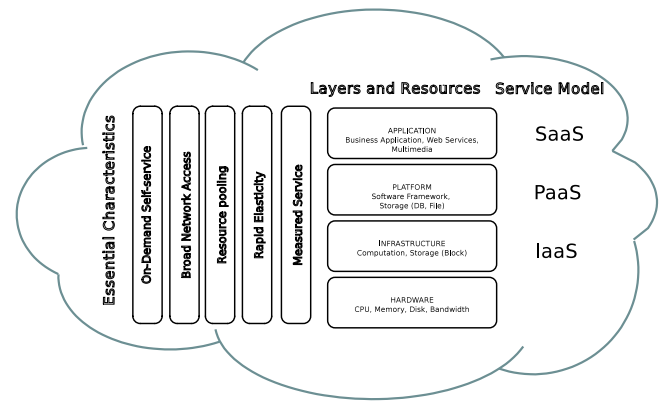 Layers and Resources
Service Model
Essential Characteristics
On-Demand Self-service
Broad Network Access
Resource pooling
Rapid Elasticity
Measured Service
APPLICATION
Business Application, Web Services,
Multimedia
SaaS
PLATFORM
Software Framework,
Storage (DB, File)
PaaS
INFRASTRUCTURE
Computation, Storage (Block)
IaaS
HARDWARE
CPU, Memory, Disk, Bandwidth